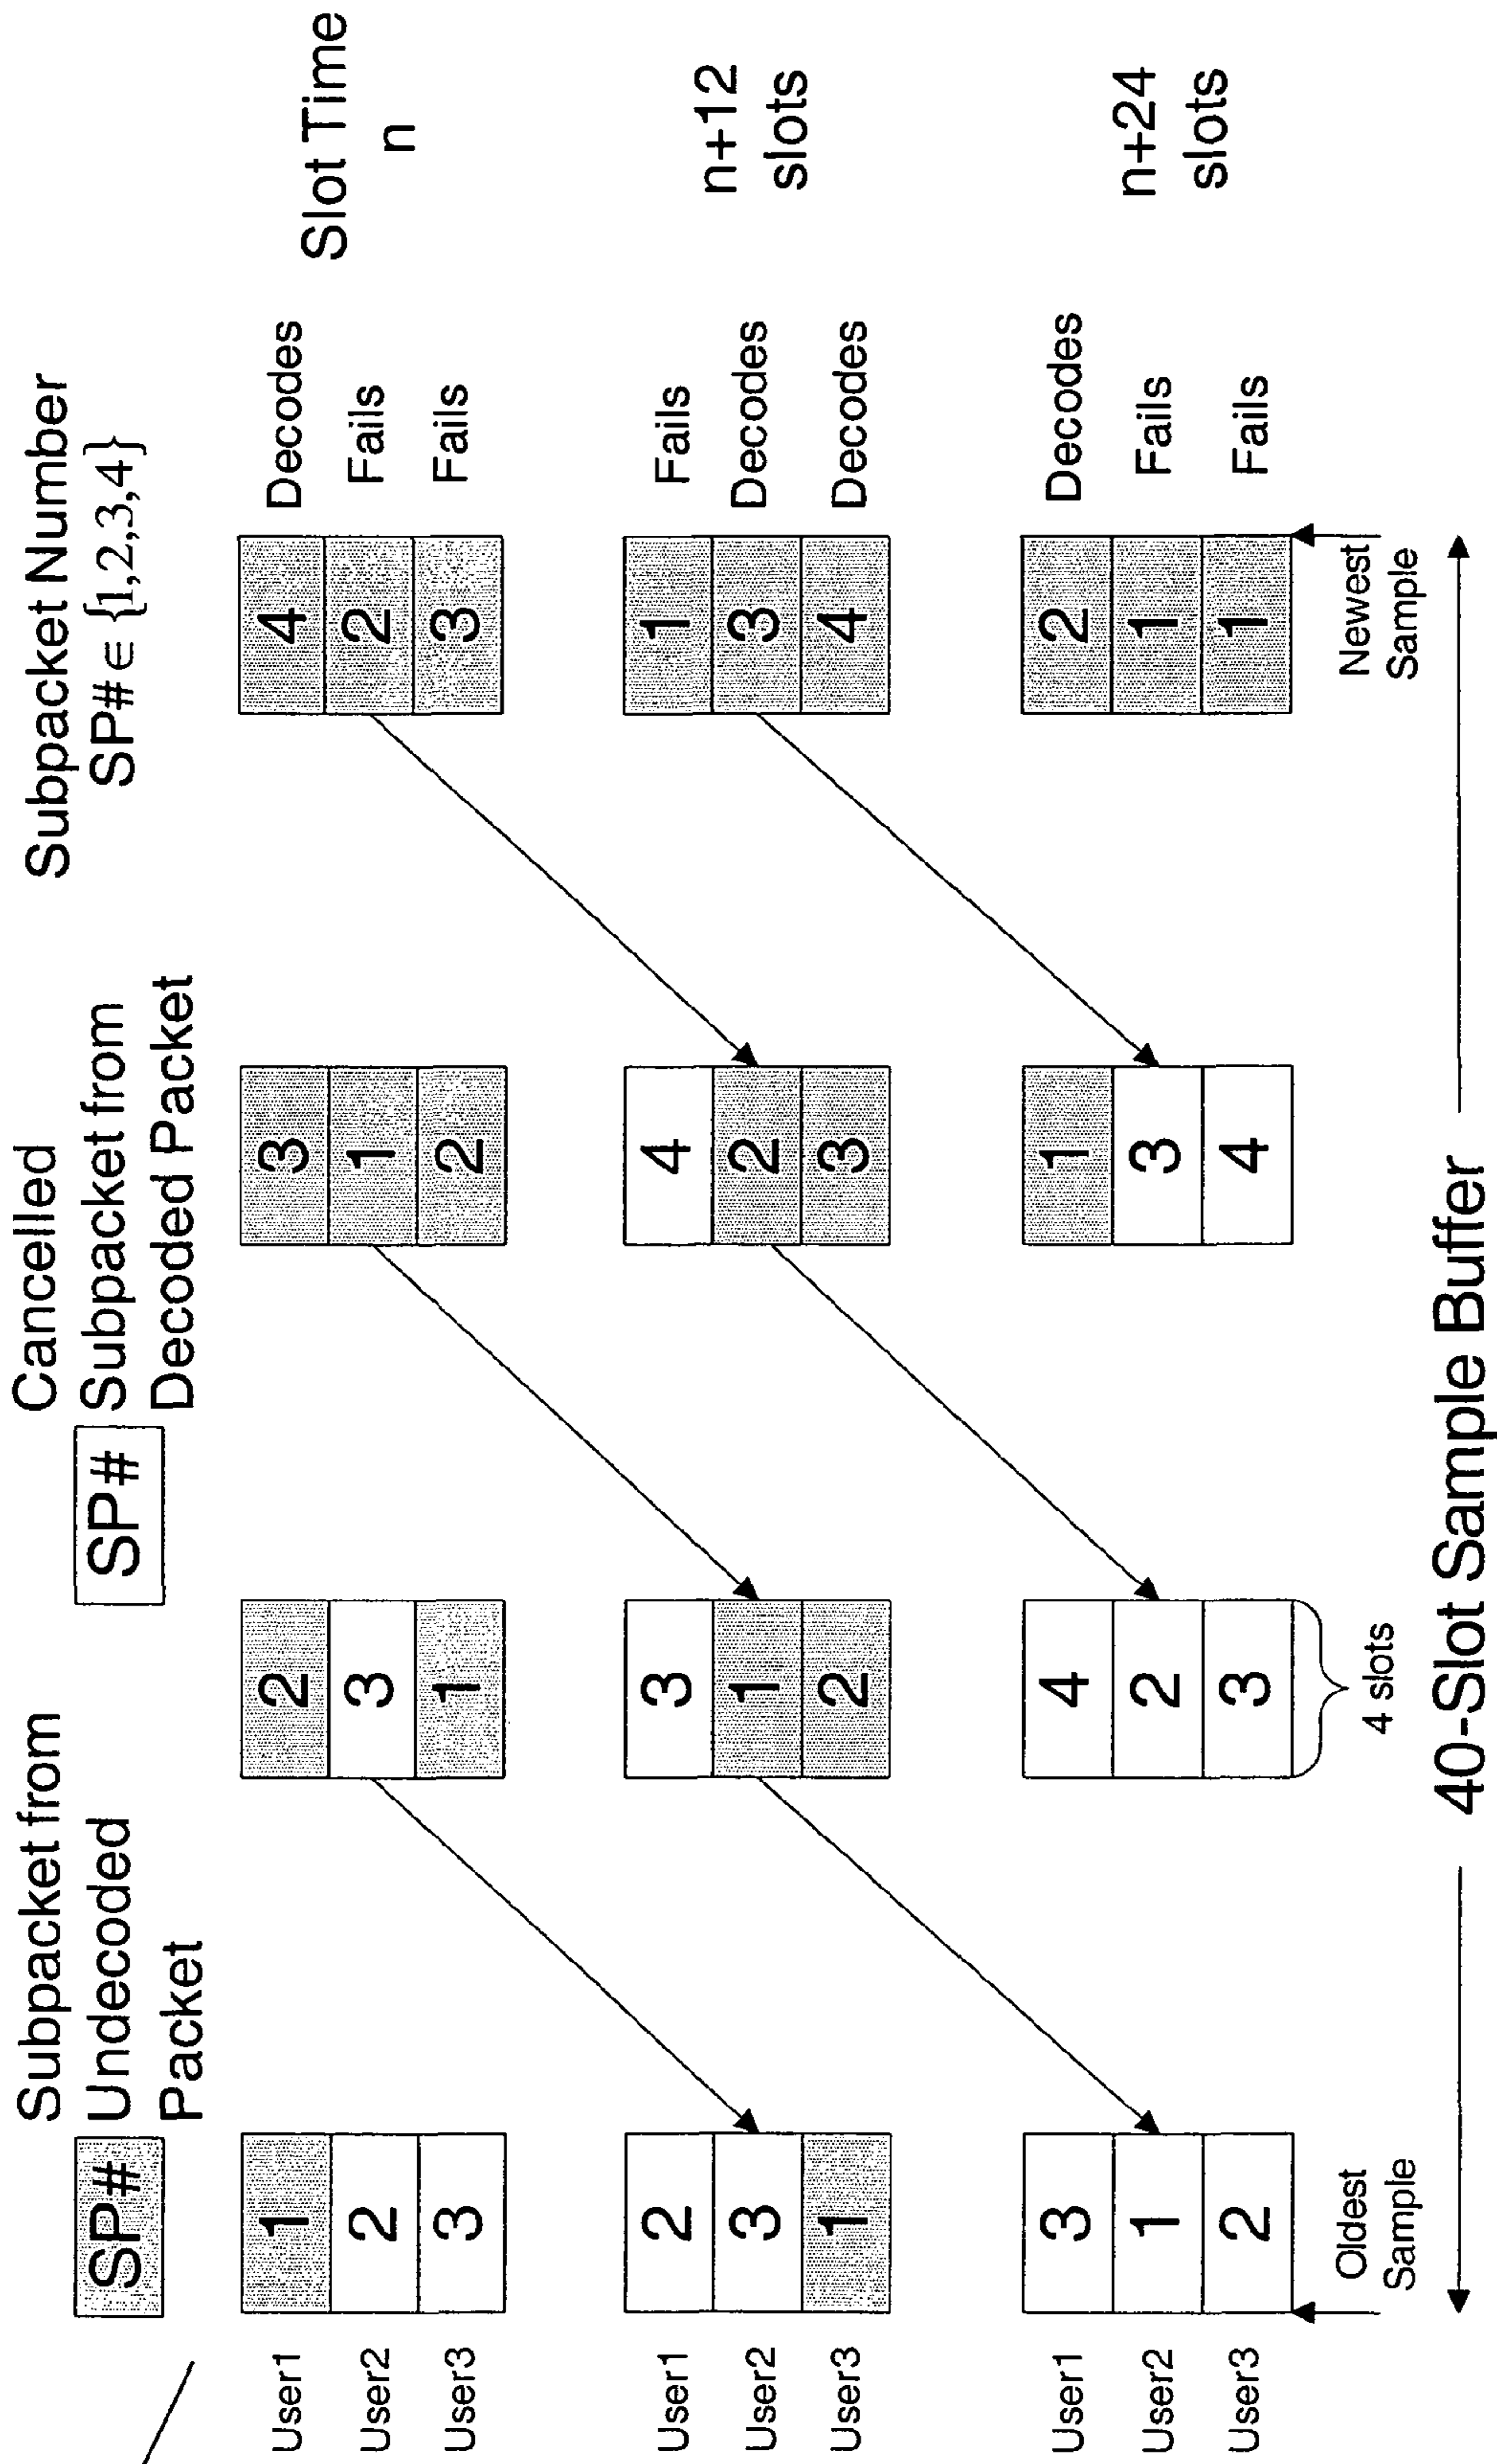 SP#
Subpacket from
Undecoded
Packet
SP#
Cancelled
Subpacket from
Decoded Packet
Subpacket Number
SP# ∈ {1,2,3,4}
Slot Time
n
User1 1 2 3 4 Decodes
User2 2 3 1 2 Fails
User3 3 1 2 3 Fails
n+12
slots
User1 2 3 4 1 Fails
User2 3 1 2 3 Decodes
User3 1 2 3 4 Decodes
n+24
slots
User1 3 4 1 2 Decodes
User2 1 2 3 1 Fails
User3 2 3 4 1 Fails
Oldest
Sample
4 slots
Newest
Sample
40-Slot Sample Buffer